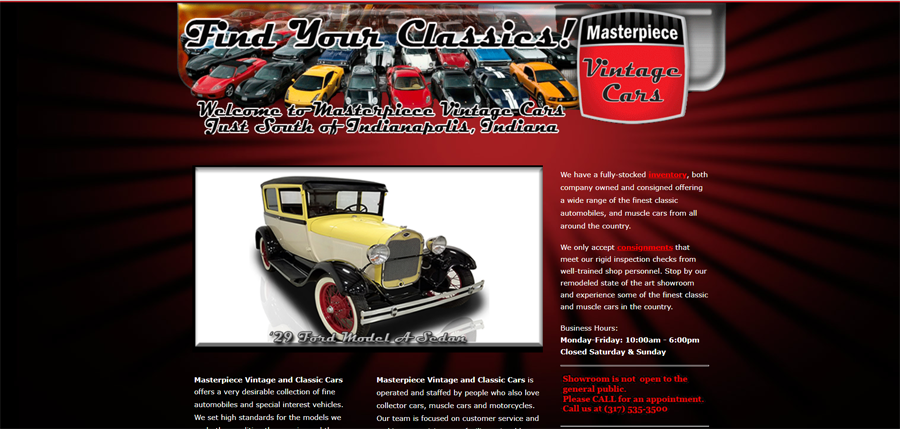 Find Your Classics!
Masterpiece
Vintage
Cars
Welcome to Masterpiece Vintage Cars
Just South of Indianapolis, Indiana
'29 Ford Model A Sedan
We have a fully-stocked inventory, both
company owned and consigned offering
a wide range of the finest classic
automobiles, and muscle cars from all
around the country.
We only accept consignments that
meet our rigid inspection checks from
well-trained shop personnel. Stop by our
remodeled state of the art showroom
and experience some of the finest classic
and muscle cars in the country.
Business Hours:
Monday-Friday: 10:00am - 6:00pm
Closed Saturday & Sunday
Showroom is not open to the
general public.
Please CALL for an appointment.
Call us at (317) 535-3500
Masterpiece Vintage and Classic Cars
offers a very desirable collection of fine
automobiles and special interest vehicles.
We set high standards for the models we
Masterpiece Vintage and Classic Cars is
operated and staffed by people who also love
collector cars, muscle cars and motorcycles.
Our team is focused on customer service and